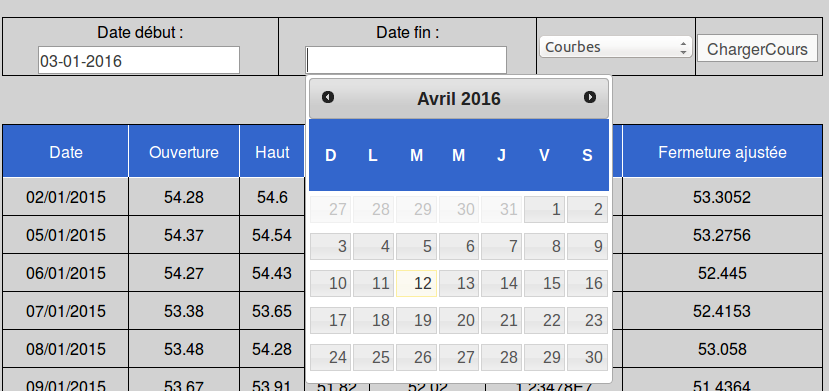 Date début : Date fin :
03-01-2016 Courbes ChargerCours
Avril 2016
Date Ouverture Haut D L M M J V S Fermeture ajustée
02/01/2015 54.28 54.6 27 28 29 30 31 1 2 53.3052
05/01/2015 54.37 54.54 3 4 5 6 7 8 9 53.2756
06/01/2015 54.27 54.43 10 11 12 13 14 15 16 52.445
07/01/2015 53.38 53.65 17 18 19 20 21 22 23 52.4153
08/01/2015 53.48 54.28 24 25 26 27 28 29 30 53.058
09/01/2015 53.67 53.91 51.82 52.02 1.23478E7 51.4364